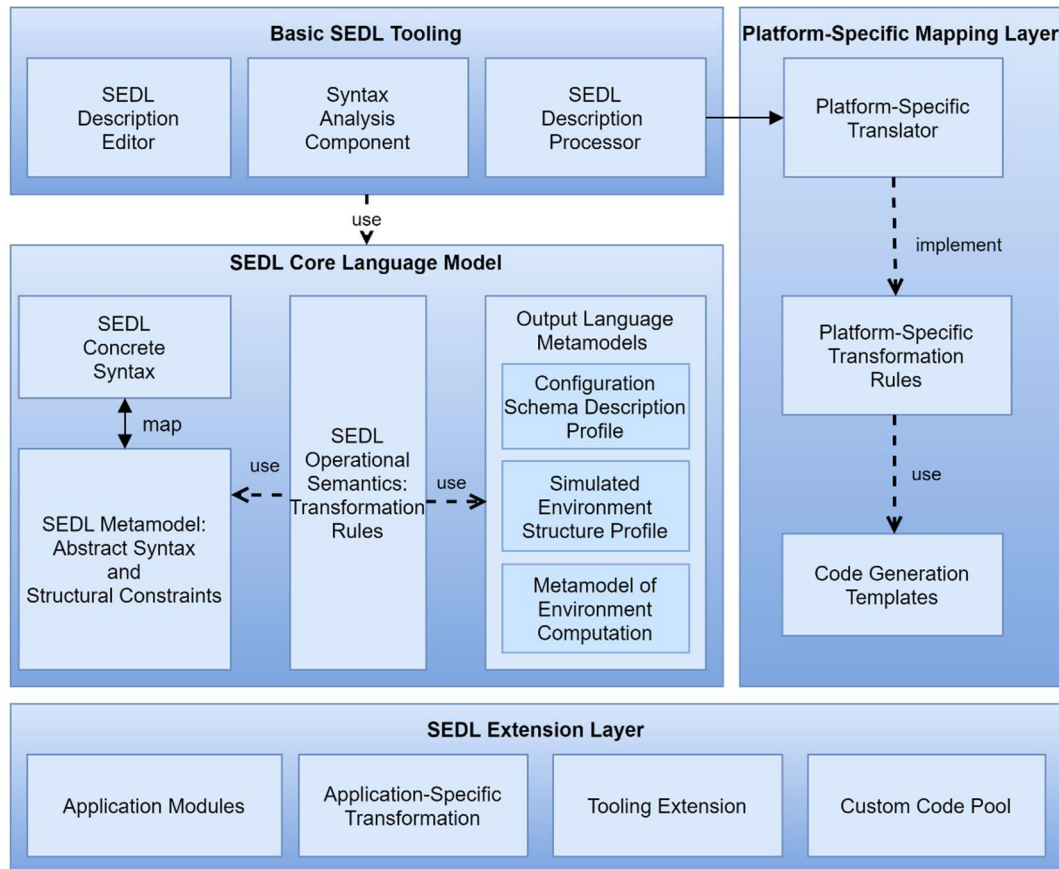 Basic SEDL Tooling
SEDL
Description
Editor
Syntax
Analysis
Component
SEDL
Description
Processor
use
SEDL Core Language Model
SEDL
Concrete
Syntax
map
SEDL Metamodel:
Abstract Syntax
and
Structural Constraints
use
SEDL
Operational
Semantics:
Transformation
Rules
use
Output Language
Metamodels
Configuration
Schema Description
Profile
Simulated
Environment
Structure Profile
Metamodel of
Environment
Computation
Platform-Specific Mapping Layer
Platform-Specific
Translator
implement
Platform-Specific
Transformation
Rules
use
Code Generation
Templates
SEDL Extension Layer
Application Modules
Application-Specific
Transformation
Tooling Extension
Custom Code Pool